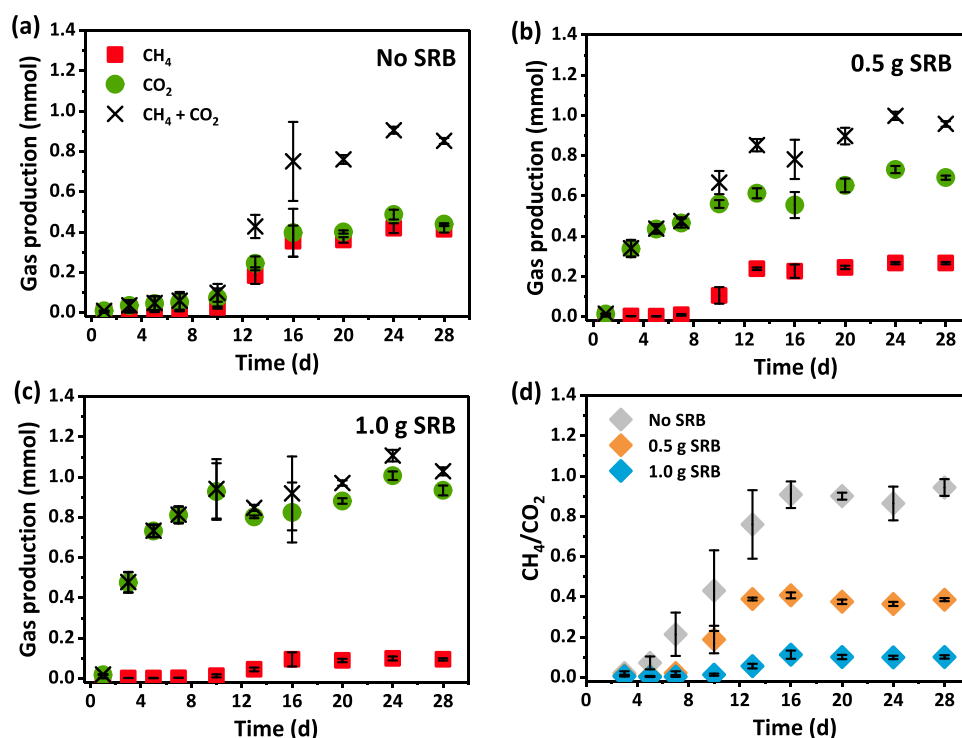 (a)
No SRB
CH₄
CO₂
CH₄ + CO₂
Gas production (mmol)
1.4
1.2
1.0
0.8
0.6
0.4
0.2
0.0
0 4 8 12 16 20 24 28
Time (d)
(b)
0.5 g SRB
Gas production (mmol)
1.4
1.2
1.0
0.8
0.6
0.4
0.2
0.0
0 4 8 12 16 20 24 28
Time (d)
(c)
1.0 g SRB
Gas production (mmol)
1.4
1.2
1.0
0.8
0.6
0.4
0.2
0.0
0 4 8 12 16 20 24 28
Time (d)
(d)
No SRB
0.5 g SRB
1.0 g SRB
CH₄/CO₂
1.4
1.2
1.0
0.8
0.6
0.4
0.2
0.0
0 4 8 12 16 20 24 28
Time (d)